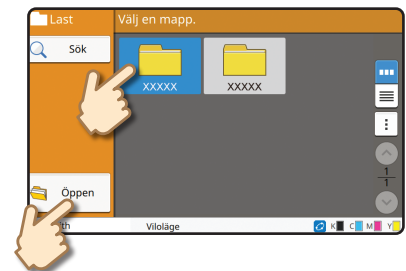 Last
Välj en mapp.
Sök
XXXXX
XXXXX
1
1
Öppen
Viloläge
K C M Y